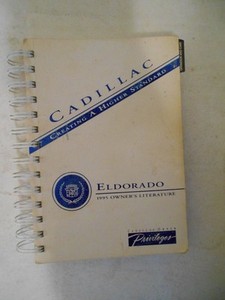 CADILLAC
CREATING A HIGHER STANDARD
ELDORADO
1995 OWNER'S LITERATURE
Privileges